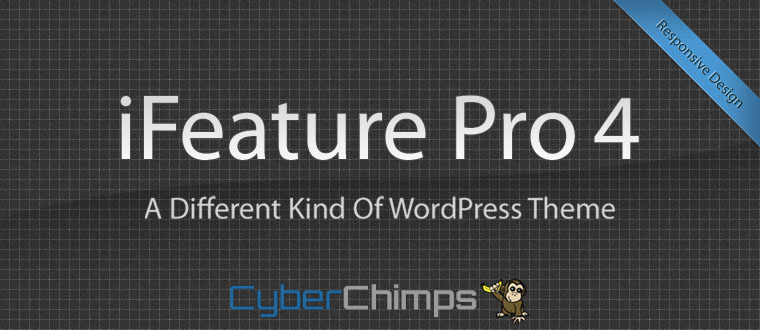 Responsive Design
iFeature Pro 4
A Different Kind Of WordPress Theme
CyberChimps